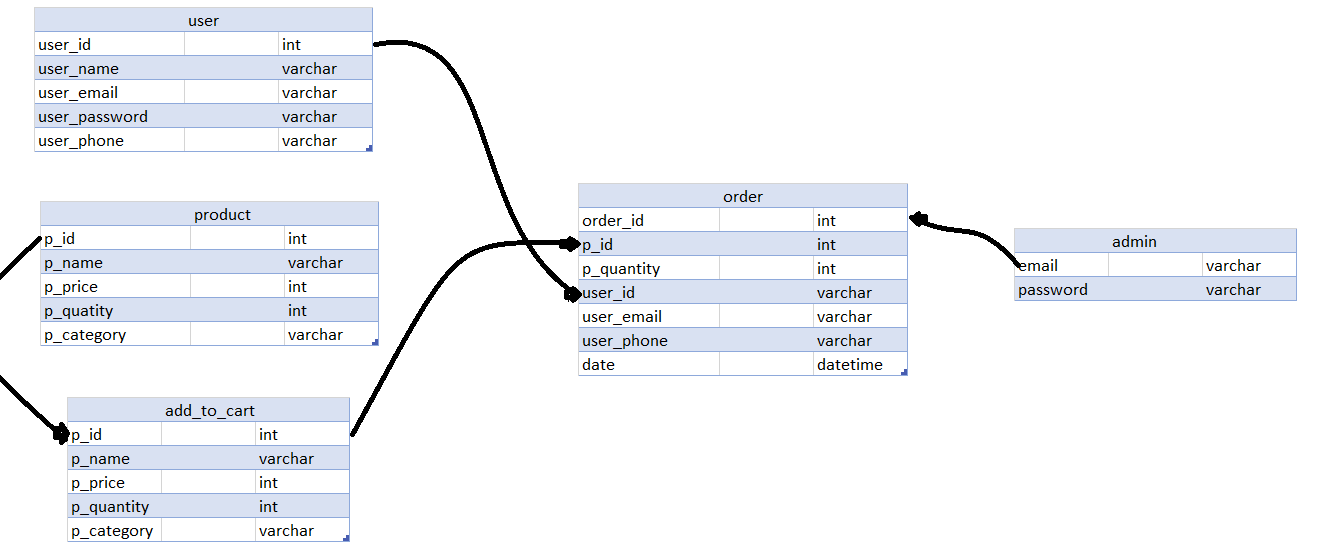 user
user_id int
user_name varchar
user_email varchar
user_password varchar
user_phone varchar
product
p_id int
p_name varchar
p_price int
p_quatity int
p_category varchar
add_to_cart
p_id int
p_name varchar
p_price int
p_quantity int
p_category varchar
order
order_id int
p_id int
p_quantity int
user_id varchar
user_email varchar
user_phone varchar
date datetime
admin
email varchar
password varchar